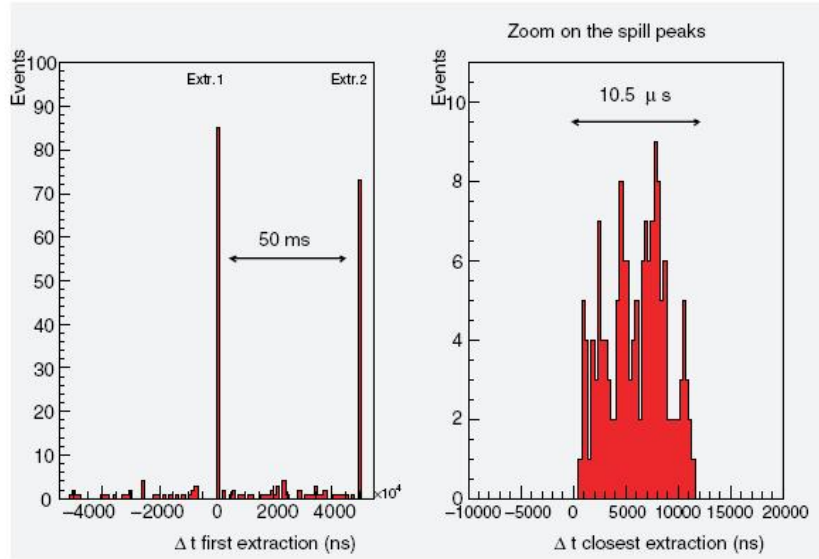 Zoom on the spill peaks
Events
100
90
80
70
60
50
40
30
20
10
0
Extr.1
Extr.2
50 ms
−4000 −2000 0 2000 4000
×10⁴
Δ t first extraction (ns)
Events
10
8
6
4
2
0
10.5 μ s
−10000 −5000 0 5000 10000 15000 20000
Δ t closest extraction (ns)